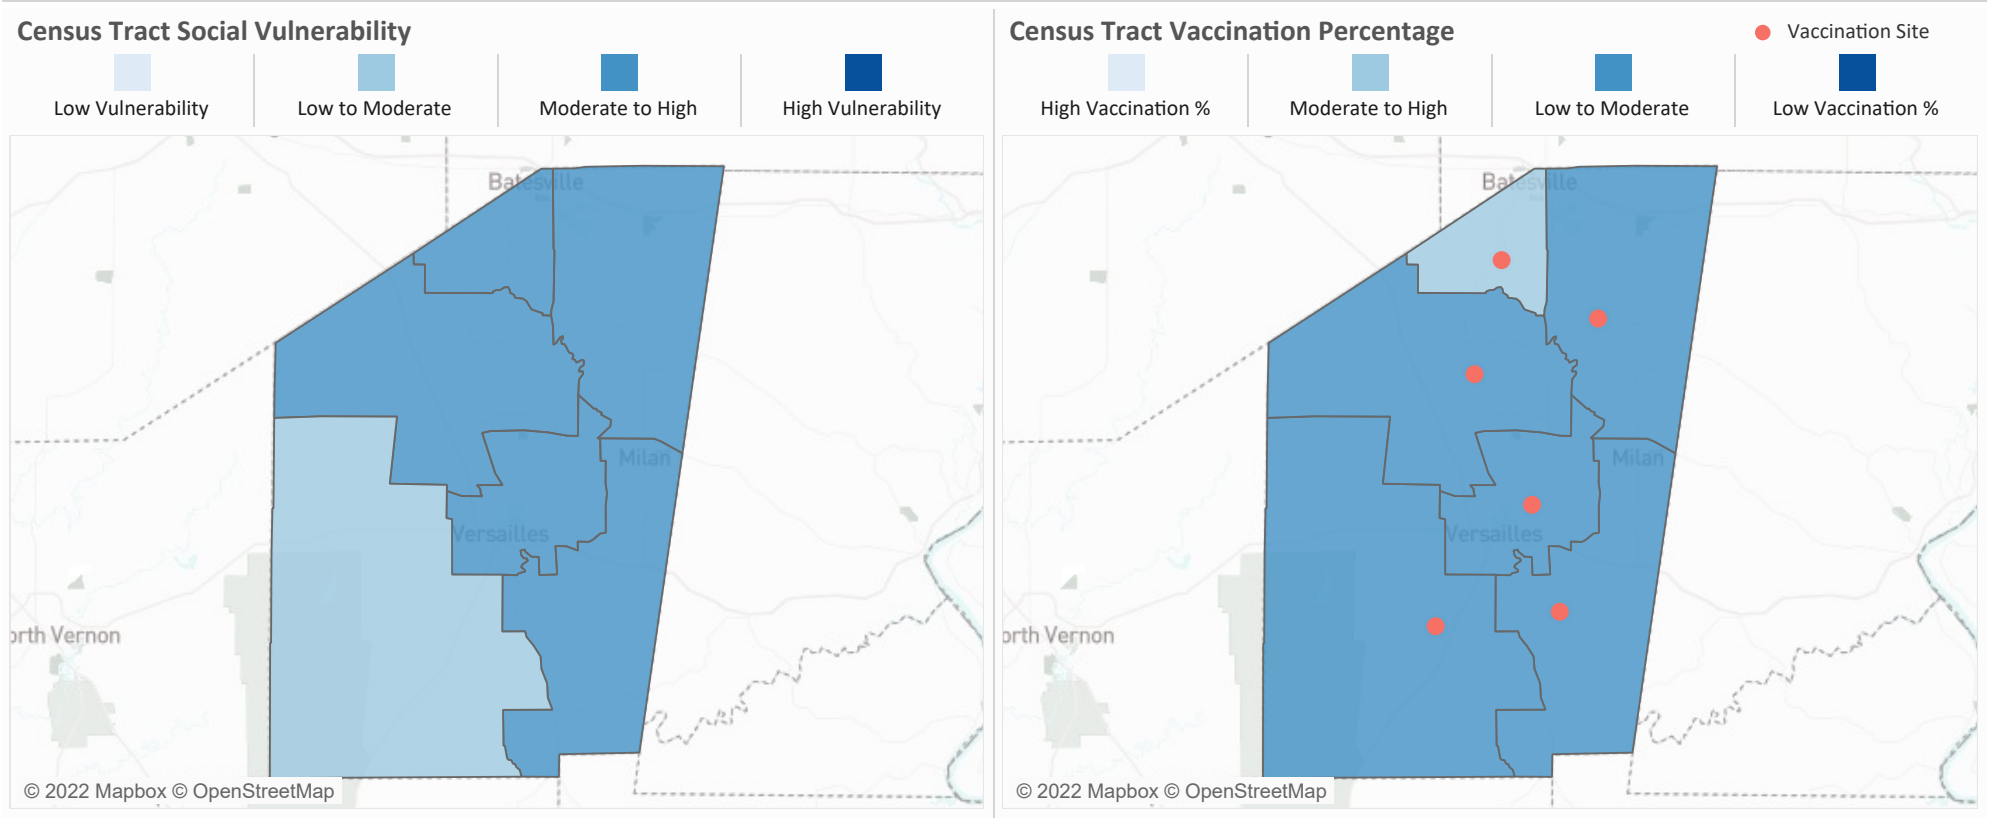 Census Tract Social Vulnerability
Low Vulnerability
Low to Moderate
Moderate to High
High Vulnerability
Batesville
Milan
Versailles
orth Vernon
© 2022 Mapbox © OpenStreetMap
Census Tract Vaccination Percentage
Vaccination Site
High Vaccination %
Moderate to High
Low to Moderate
Low Vaccination %
Batesville
Milan
Versailles
orth Vernon
© 2022 Mapbox © OpenStreetMap